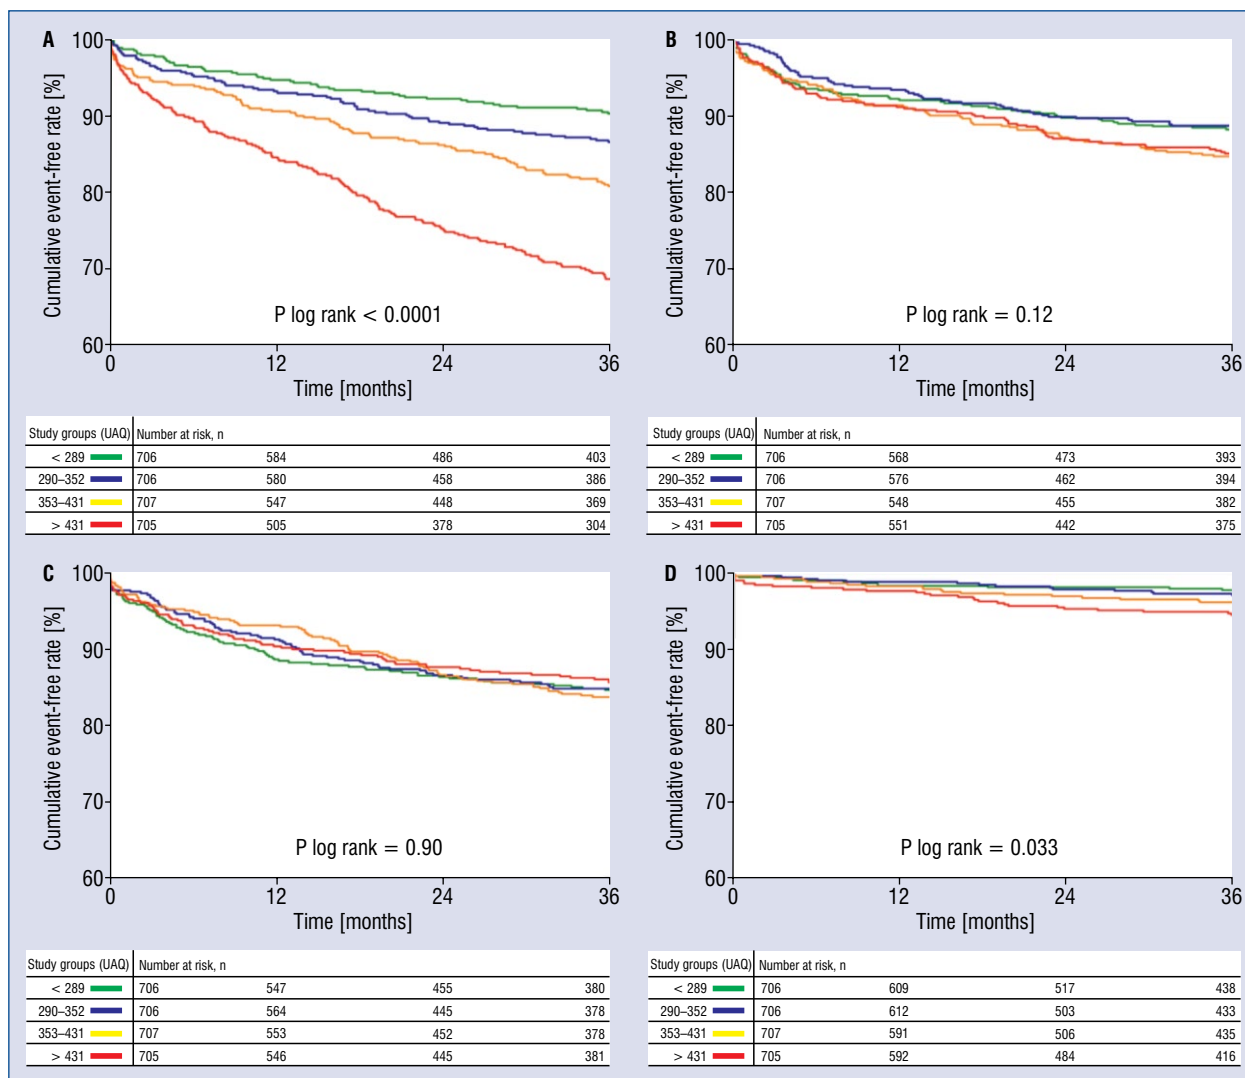 A
B
Cumulative event-free rate [%]
100
90
80
70
60
P log rank < 0.0001
0 12 24 36
Time [months]
Cumulative event-free rate [%]
100
90
80
70
60
P log rank = 0.12
0 12 24 36
Time [months]
Study groups (UAQ) Number at risk, n
< 289 706 584 486 403
290–352 706 580 458 386
353–431 707 547 448 369
> 431 705 505 378 304
Study groups (UAQ) Number at risk, n
< 289 706 568 473 393
290–352 706 576 462 394
353–431 707 548 455 382
> 431 705 551 442 375
C
D
Cumulative event-free rate [%]
100
90
80
70
60
P log rank = 0.90
0 12 24 36
Time [months]
Cumulative event-free rate [%]
100
90
80
70
60
P log rank = 0.033
0 12 24 36
Time [months]
Study groups (UAQ) Number at risk, n
< 289 706 547 455 380
290–352 706 564 445 378
353–431 707 553 452 378
> 431 705 546 445 381
Study groups (UAQ) Number at risk, n
< 289 706 609 517 438
290–352 706 612 503 433
353–431 707 591 506 435
> 431 705 592 484 416